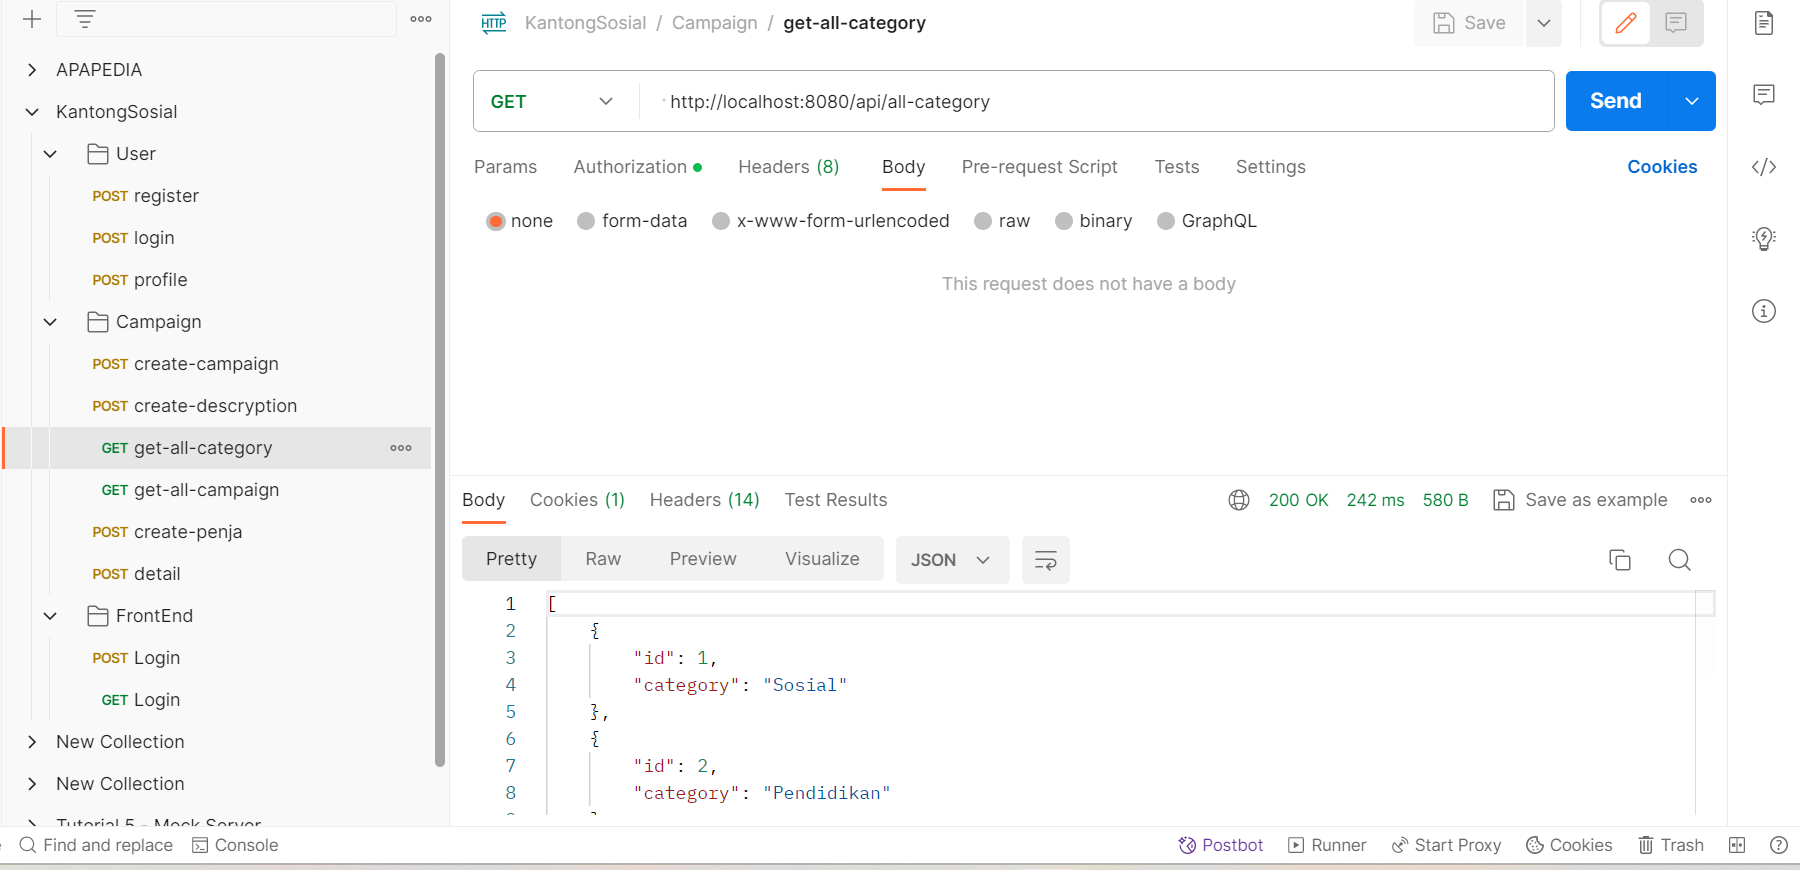 APAPEDIA
KantongSosial
User
POST register
POST login
POST profile
Campaign
POST create-campaign
POST create-descryption
GET get-all-category
GET get-all-campaign
POST create-penja
POST detail
FrontEnd
POST Login
GET Login
New Collection
New Collection
Tutorial 5 - Mock Server
HTTP KantongSosial / Campaign / get-all-category
Save
GET http://localhost:8080/api/all-category
Send
Params Authorization Headers (8) Body Pre-request Script Tests Settings Cookies
none form-data x-www-form-urlencoded raw binary GraphQL
This request does not have a body
Body Cookies (1) Headers (14) Test Results 200 OK 242 ms 580 B Save as example
Pretty Raw Preview Visualize JSON
1 [
2 {
3 "id": 1,
4 "category": "Sosial"
5 },
6 {
7 "id": 2,
8 "category": "Pendidikan"
Find and replace Console Postbot Runner Start Proxy Cookies Trash